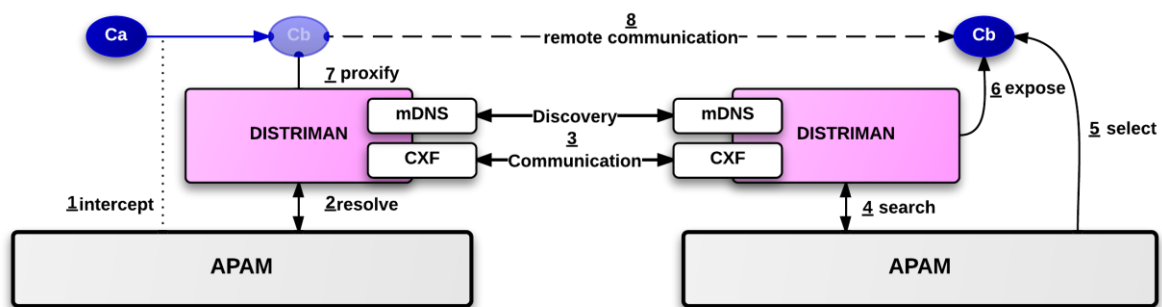 8
Ca
Cb
remote communication
Cb
7 proxify
6 expose
mDNS
Discovery
mDNS
DISTRIMAN
3
DISTRIMAN
5 select
CXF
Communication
CXF
1 intercept
2 resolve
4 search
APAM
APAM